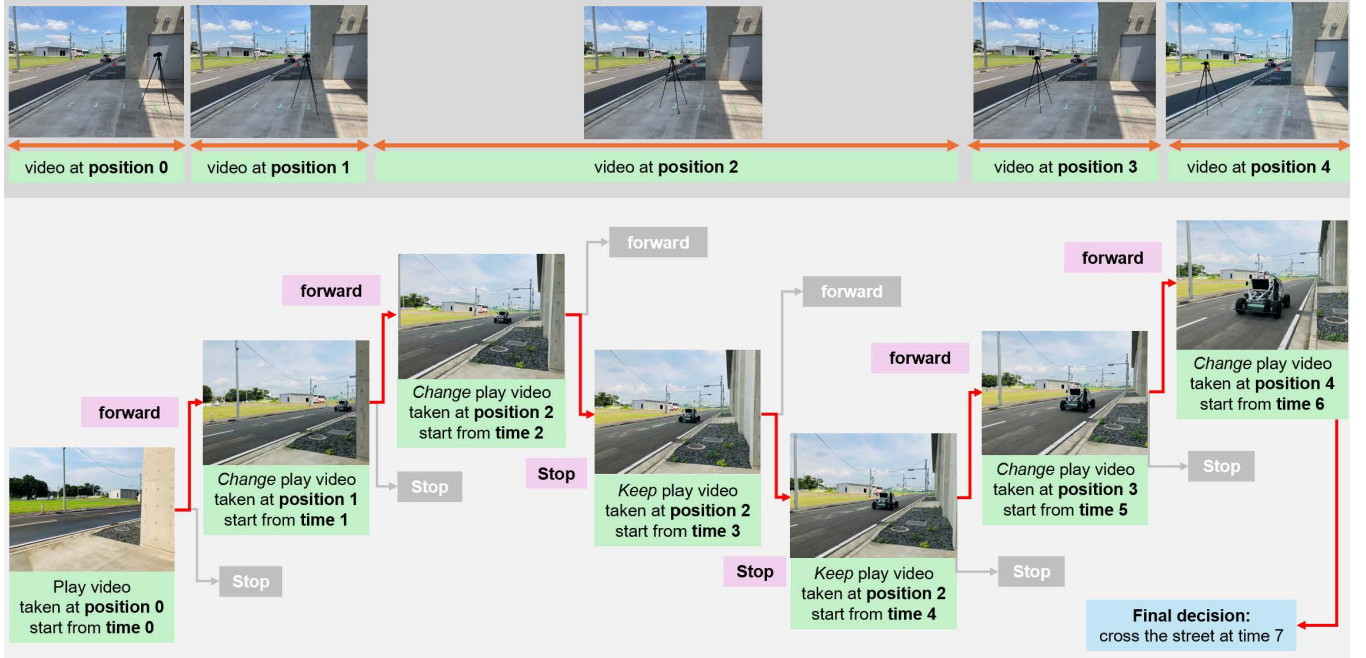 video at position 0
video at position 1
video at position 2
video at position 3
video at position 4
Play video
taken at position 0
start from time 0
forward
Stop
Change play video
taken at position 1
start from time 1
forward
Stop
Change play video
taken at position 2
start from time 2
forward
Stop
Keep play video
taken at position 2
start from time 3
forward
Stop
Keep play video
taken at position 2
start from time 4
forward
Stop
Change play video
taken at position 3
start from time 5
forward
Stop
Change play video
taken at position 4
start from time 6
Final decision:
cross the street at time 7